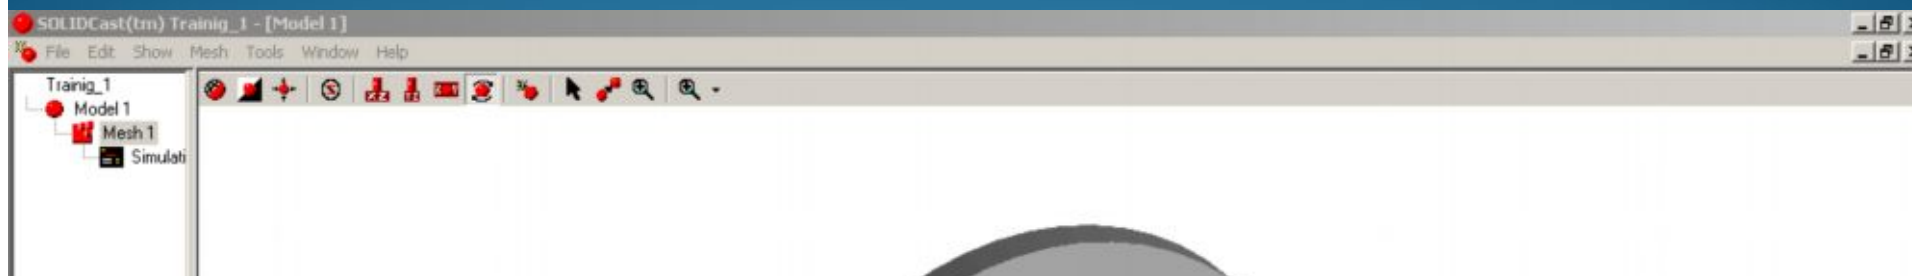 SOLIDCast(tm) Trainig_1 - [Model 1]
File Edit Show Mesh Tools Window Help
Trainig_1
Model 1
Mesh 1
Simulati